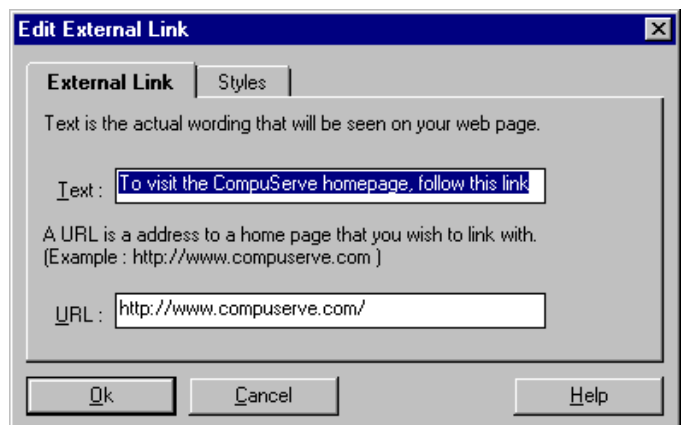 Edit External Link
External Link Styles
Text is the actual wording that will be seen on your web page.
Text : To visit the CompuServe homepage, follow this link
A URL is a address to a home page that you wish to link with.
(Example : http://www.compuserve.com )
URL : http://www.compuserve.com/
Ok Cancel Help